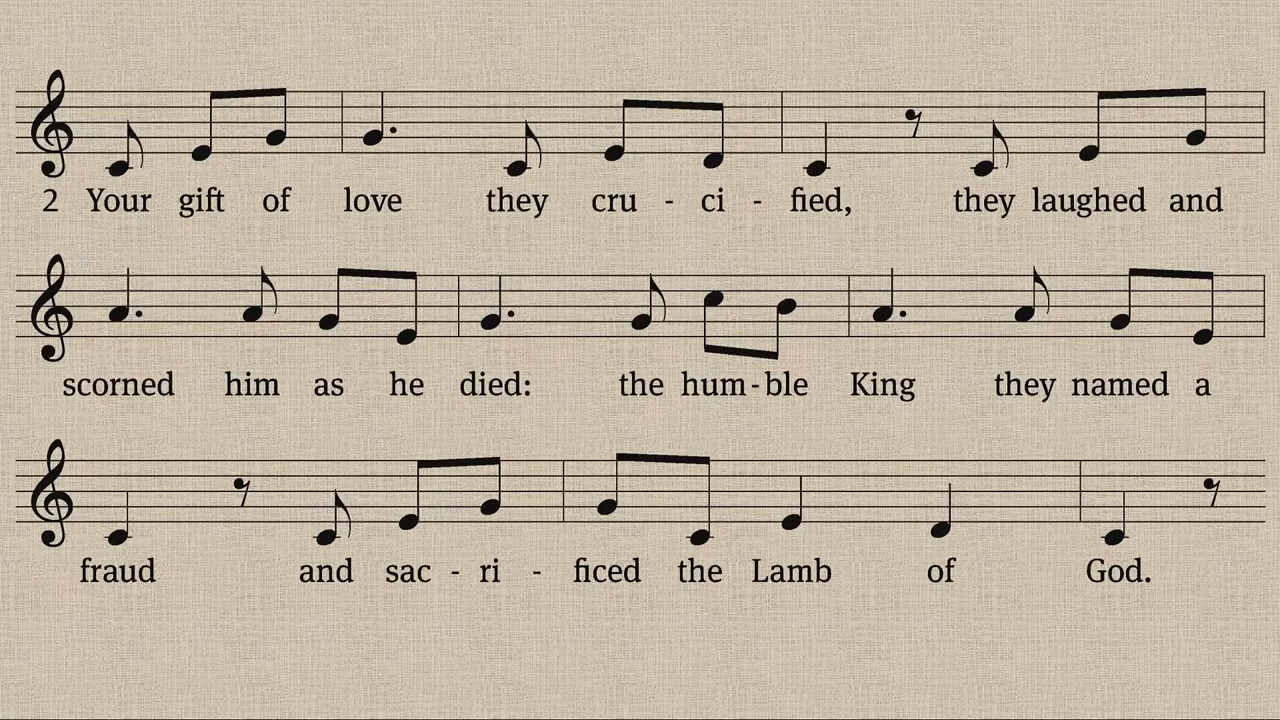 2 Your gift of love they cru - ci - fied, they laughed and
scorned him as he died: the hum - ble King they named a
fraud and sac - ri - ficed the Lamb of God.